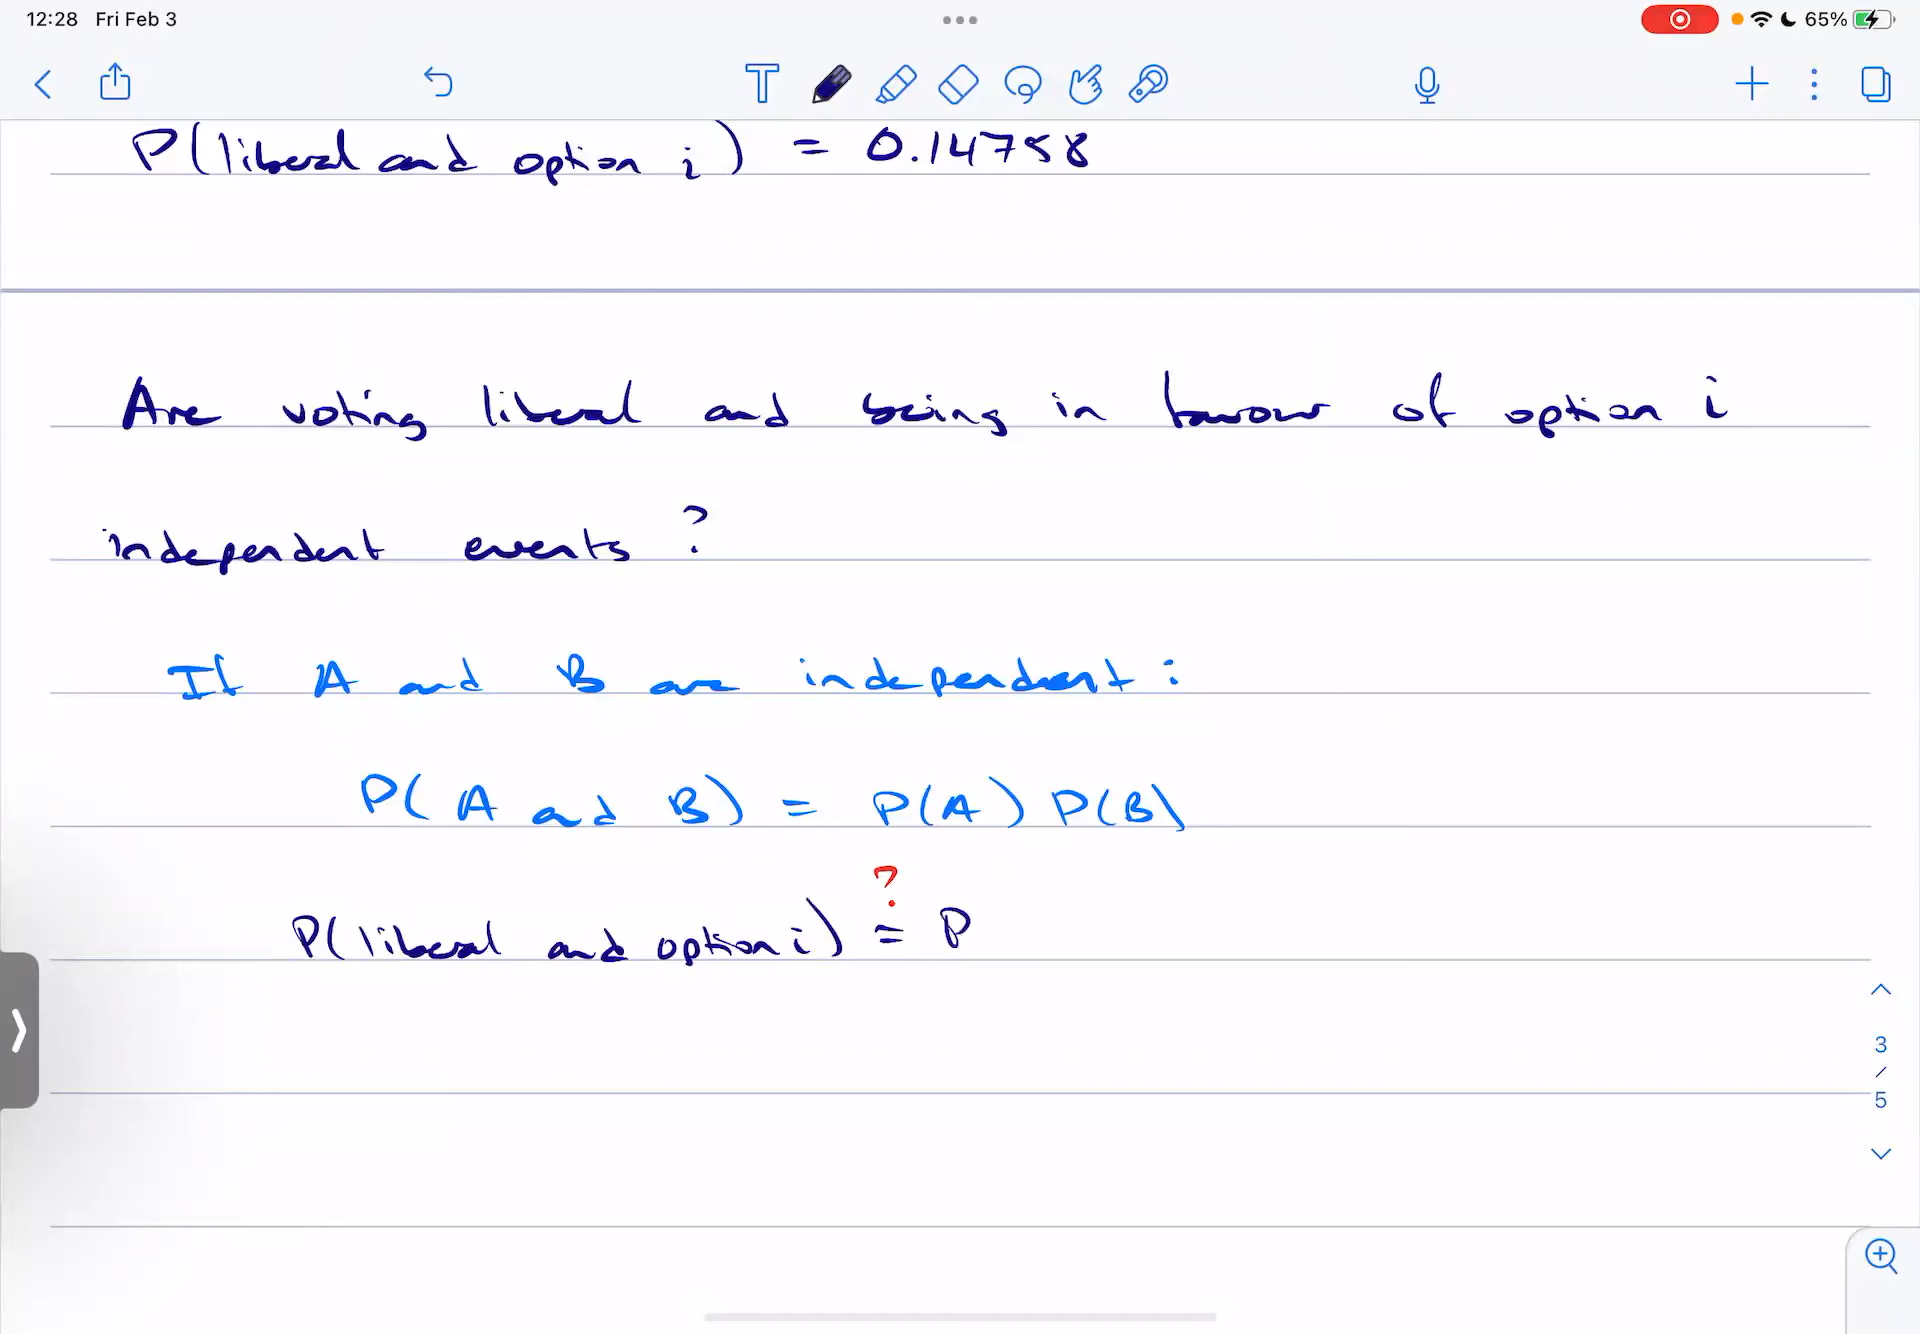 12:28 Fri Feb 3
65%
P(liberal and option i) = 0.14758
Are voting liberal and being in favour of option i
independent events ?
If A and B are independent :
P( A and B) = P(A) P(B)
?
P(liberal and option i) = P
3
/
5